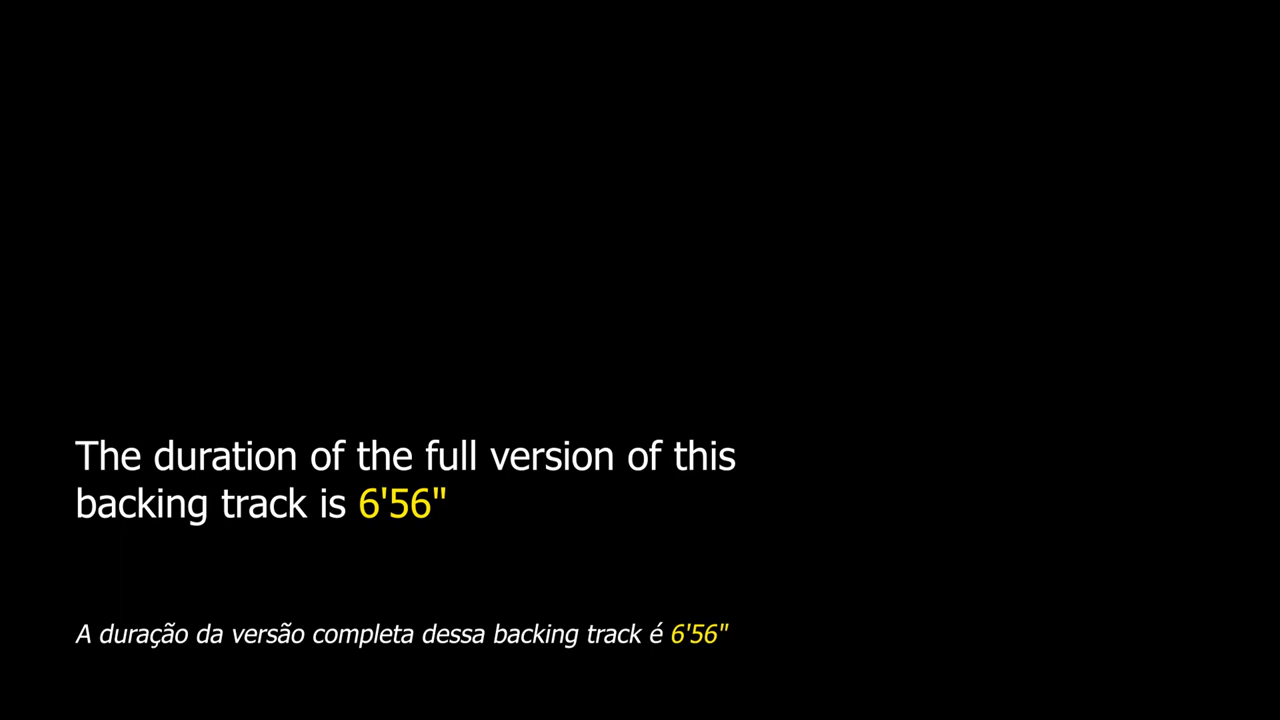 The duration of the full version of this
backing track is 6'56"
A duração da versão completa dessa backing track é 6'56"